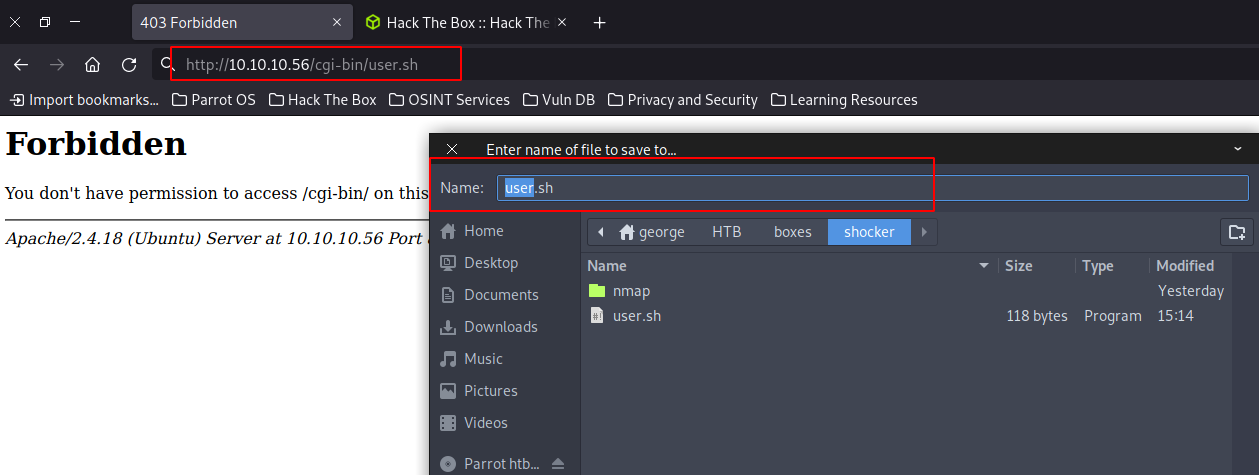 403 Forbidden
Hack The Box :: Hack The
http://10.10.10.56/cgi-bin/user.sh
Import bookmarks... Parrot OS Hack The Box OSINT Services Vuln DB Privacy and Security Learning Resources
Forbidden
You don't have permission to access /cgi-bin/ on this
Apache/2.4.18 (Ubuntu) Server at 10.10.10.56 Port
Enter name of file to save to...
Name: user.sh
george HTB boxes shocker
Home
Desktop
Documents
Downloads
Music
Pictures
Videos
Parrot htb...
Name Size Type Modified
nmap Yesterday
#! user.sh 118 bytes Program 15:14